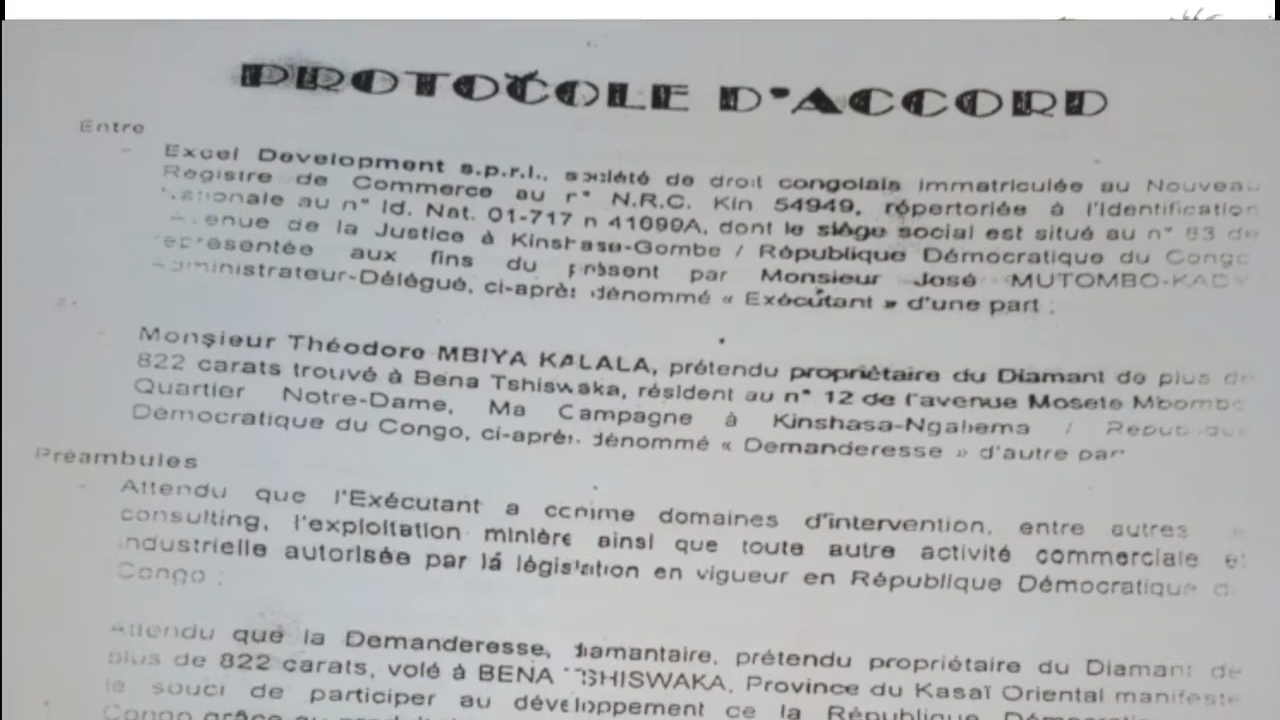 PROTOCOLE D'ACCORD
Entre
- Excel Development s.p.r.l., société de droit congolais immatriculée au Nouveau
Registre de Commerce au n° N.R.C. Kin 54949, répertoriée à l'Identification
Nationale au n° Id. Nat. 01-717 n 41699A, dont le siège social est situé au n° 83 de
Avenue de la Justice à Kinshasa-Gombe / République Démocratique du Congo
représentée aux fins du présent par Monsieur José MUTOMBO-KADY
Administrateur-Délégué, ci-après dénommé « Exécutant » d'une part ;
- Monsieur Théodore MBIYA KALALA, prétendu propriétaire du Diamant de plus de
822 carats trouvé à Bena Tshiswaka, résident au n° 12 de l'avenue Mosele Mbombo
Quartier Notre-Dame, Ma Campagne à Kinshasa-Ngaliema / République
Démocratique du Congo, ci-après dénommé « Demanderesse » d'autre part
Préambules
- Attendu que l'Exécutant a comme domaines d'intervention, entre autres
consulting, l'exploitation minière ainsi que toute autre activité commerciale et
industrielle autorisée par la législation en vigueur en République Démocratique d
Congo ;
Attendu que la Demanderesse, diamantaire, prétendu propriétaire du Diamant de
plus de 822 carats, volé à BENA TSHISWAKA, Province du Kasaï Oriental manifeste
le souci de participer au développement de la République Démocratique
Congo grâce au